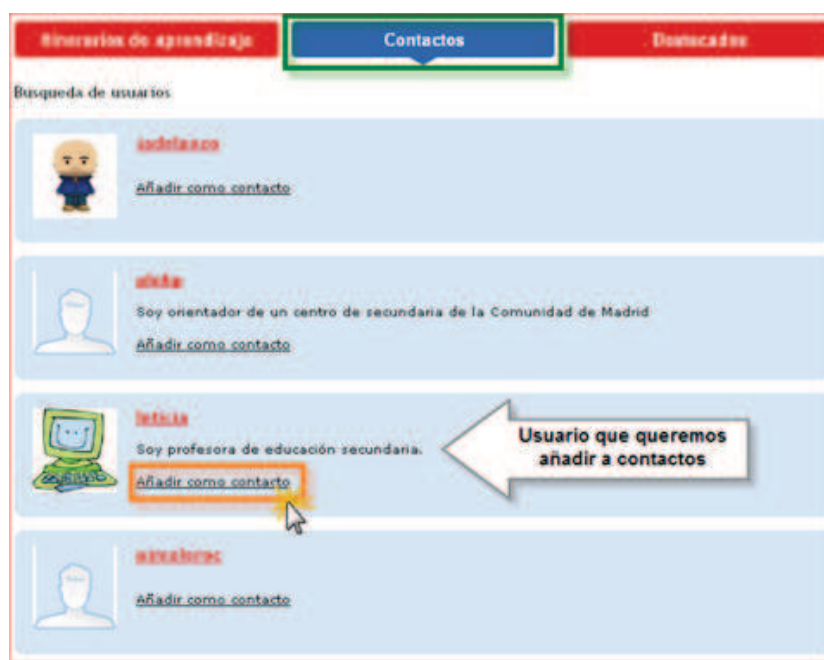 Itinerarios de aprendizaje
Contactos
Destacados
Busqueda de usuarios
Añadir como contacto
Soy orientador de un centro de secundaria de la Comunidad de Madrid
Añadir como contacto
leticia
Soy profesora de educación secundaria.
Añadir como contacto
Usuario que queremos
añadir a contactos
Añadir como contacto